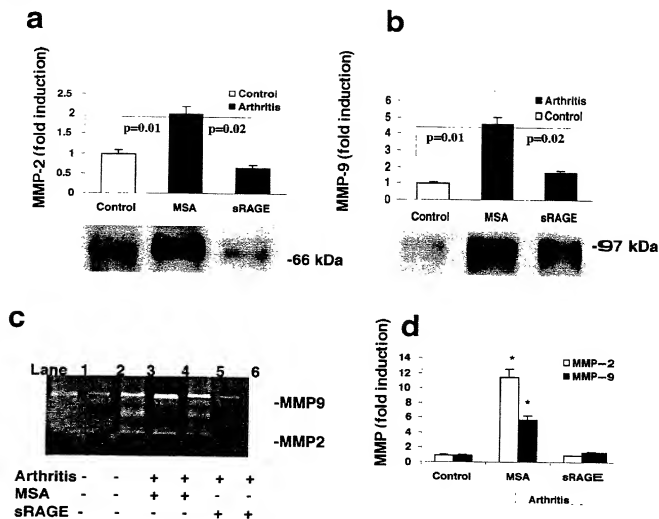 a
MMP-2 (fold induction)
2.5
2
1.5
1
0.5
0
Control
Arthritis
p=0.01
p=0.02
Control MSA sRAGE
-66 kDa
b
MMP-9 (fold induction)
6
5
4
3
2
1
0
Arthritis
Control
p=0.01
p=0.02
Control MSA sRAGE
-97 kDa
c
Lane 1 2 3 4 5 6
-MMP9
-MMP2
Arthritis - - + + + +
MSA - - + + - -
sRAGE - - - - + +
d
MMP (fold induction)
14
12
10
8
6
4
2
0
MMP-2
MMP-9
*
*
Control MSA sRAGE
Arthritis